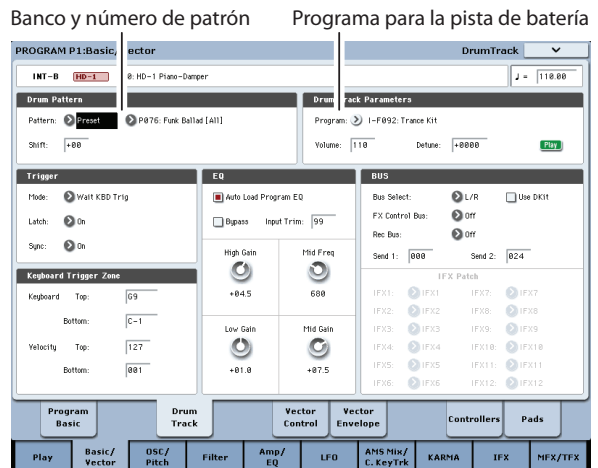 Banco y número de patrón Programa para la pista de batería
PROGRAM P1:Basic/ ector DrumTrack
INT-B HD-1 0: HD-1 Piano-Damper ♩ = 110.00
Drum Pattern Drum Track Parameters
Pattern: Preset P076: Funk Ballad [All] Program: I-F092: Trance Kit
Shift: +00 Volume: 110 Detune: +0000 Play
Trigger EQ BUS
Mode: Wait KBD Trig Auto Load Program EQ Bus Select: L/R Use DKit
Latch: On Bypass Input Trim: 99 FX Control Bus: Off
Sync: On Rec Bus: Off
High Gain Mid Freq Send 1: 000 Send 2: 024
Keyboard Trigger Zone IFX Patch
Keyboard Top: G9 +04.5 680 IFX1: IFX1 IFX7: IFX7
Bottom: C-1 IFX2: IFX2 IFX8: IFX8
Low Gain Mid Gain IFX3: IFX3 IFX9: IFX9
Velocity Top: 127 IFX4: IFX4 IFX10: IFX10
Bottom: 001 +01.0 +07.5 IFX5: IFX5 IFX11: IFX11
IFX6: IFX6 IFX12: IFX12
Program Basic Drum Track Vector Control Vector Envelope Controllers Pads
Play Basic/ Vector OSC/ Pitch Filter Amp/ EQ LFO AMS Mix/ C. KeyTrk KARMA IFX MFX/TFX